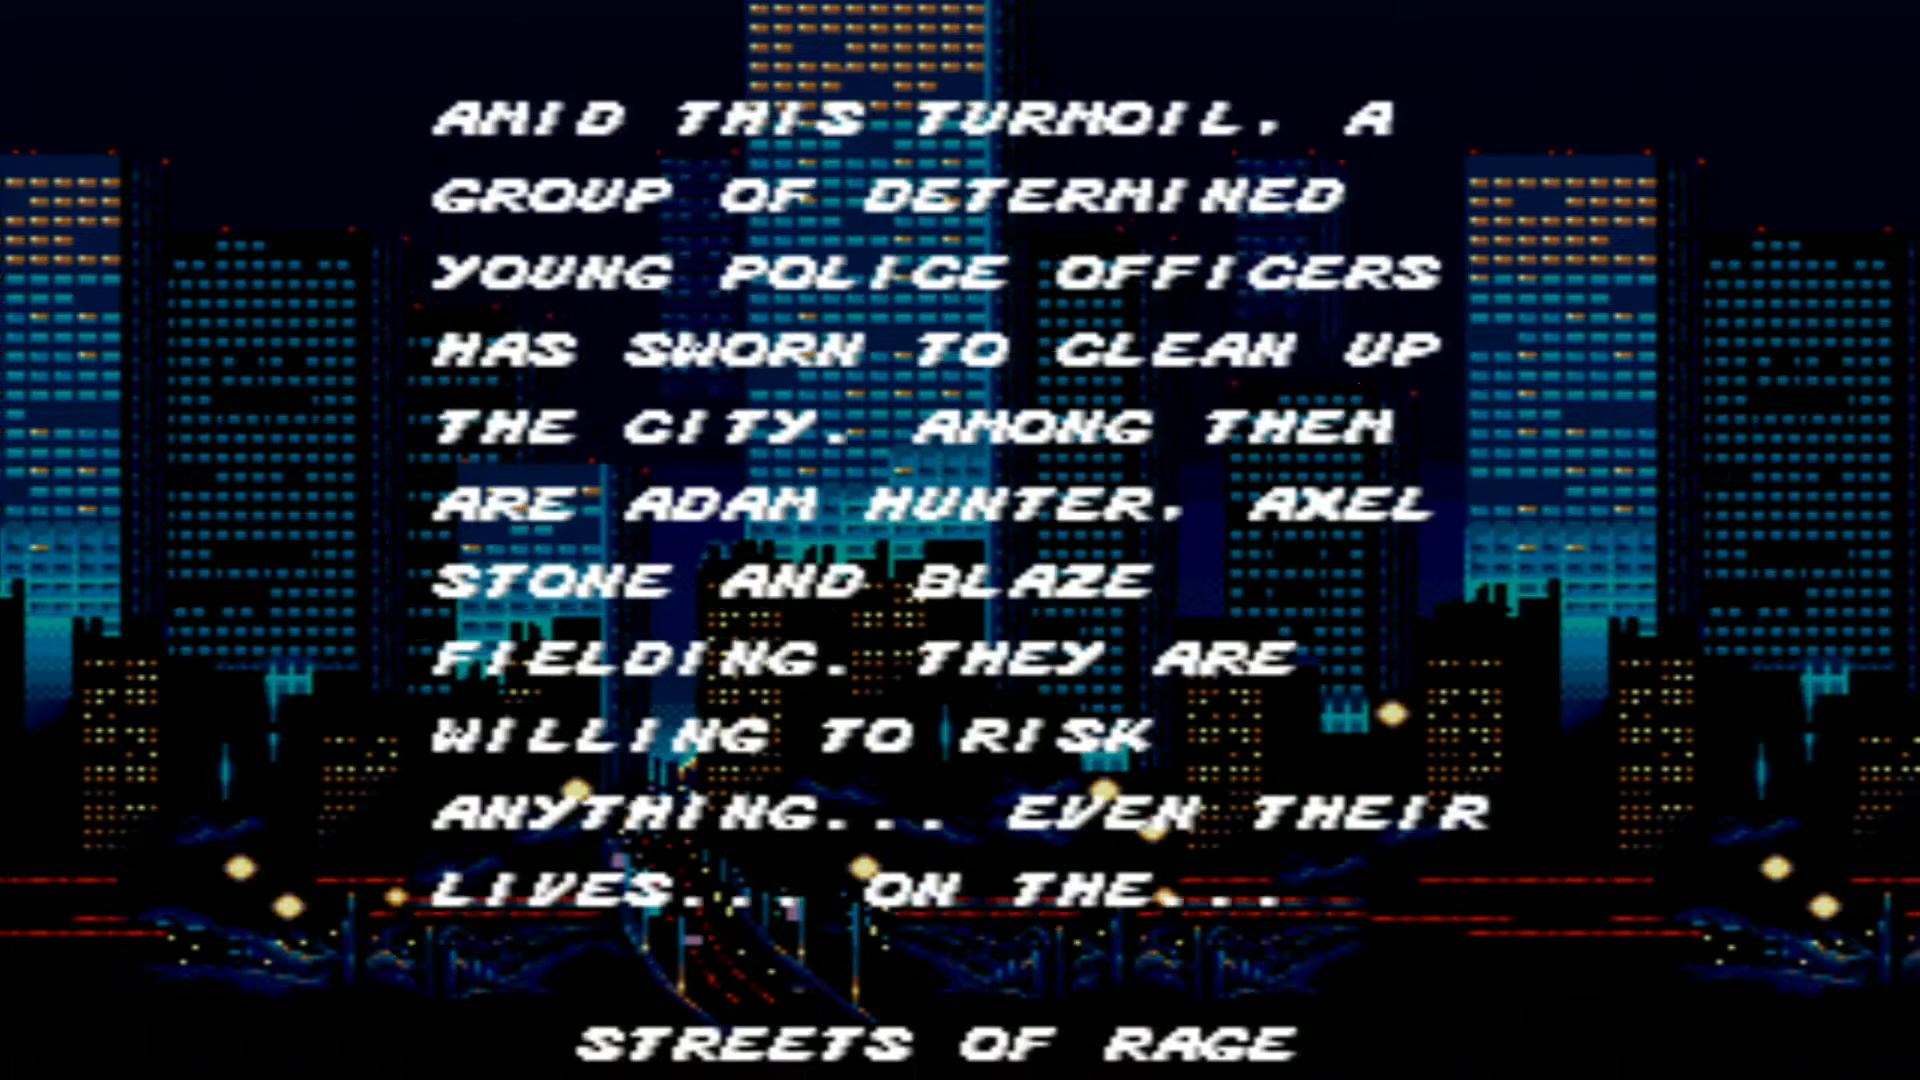 AMID THIS TURMOIL, A
GROUP OF DETERMINED
YOUNG POLICE OFFICERS
HAS SWORN TO CLEAN UP
THE CITY. AMONG THEM
ARE ADAM HUNTER, AXEL
STONE AND BLAZE
FIELDING. THEY ARE
WILLING TO RISK
ANYTHING... EVEN THEIR
LIVES... ON THE...
STREETS OF RAGE